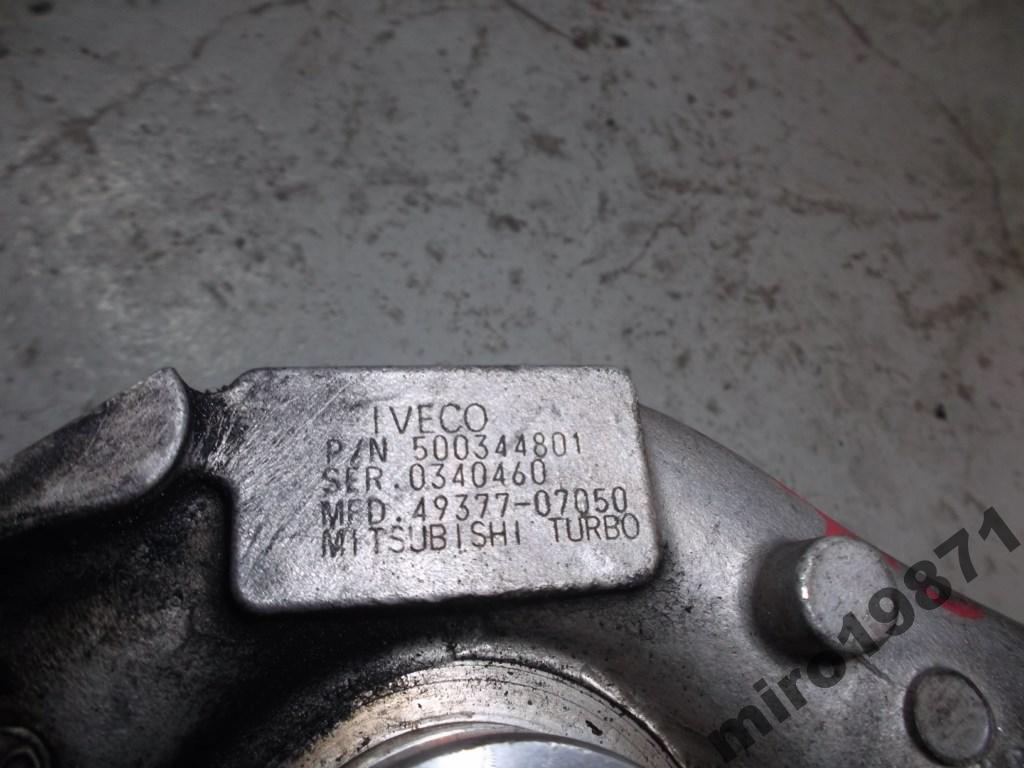 IVECO
P/N 500344801
SER.0340460
MFD.49377-07050
MITSUBISHI TURBO
miro19871